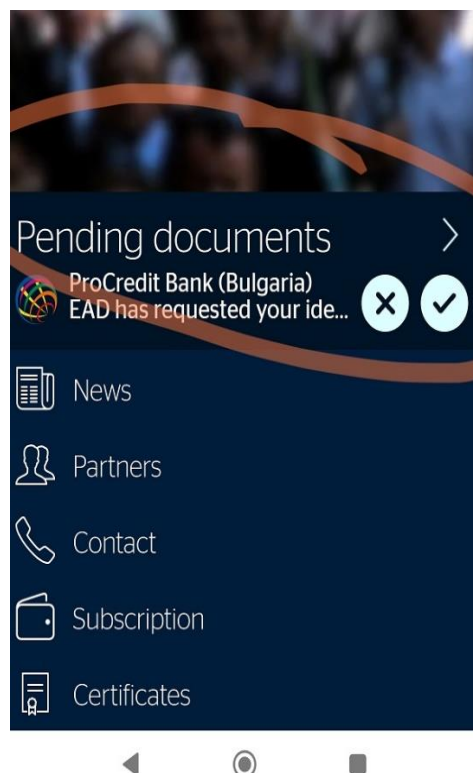 Pending documents
ProCredit Bank (Bulgaria)
EAD has requested your ide...
News
Partners
Contact
Subscription
Certificates